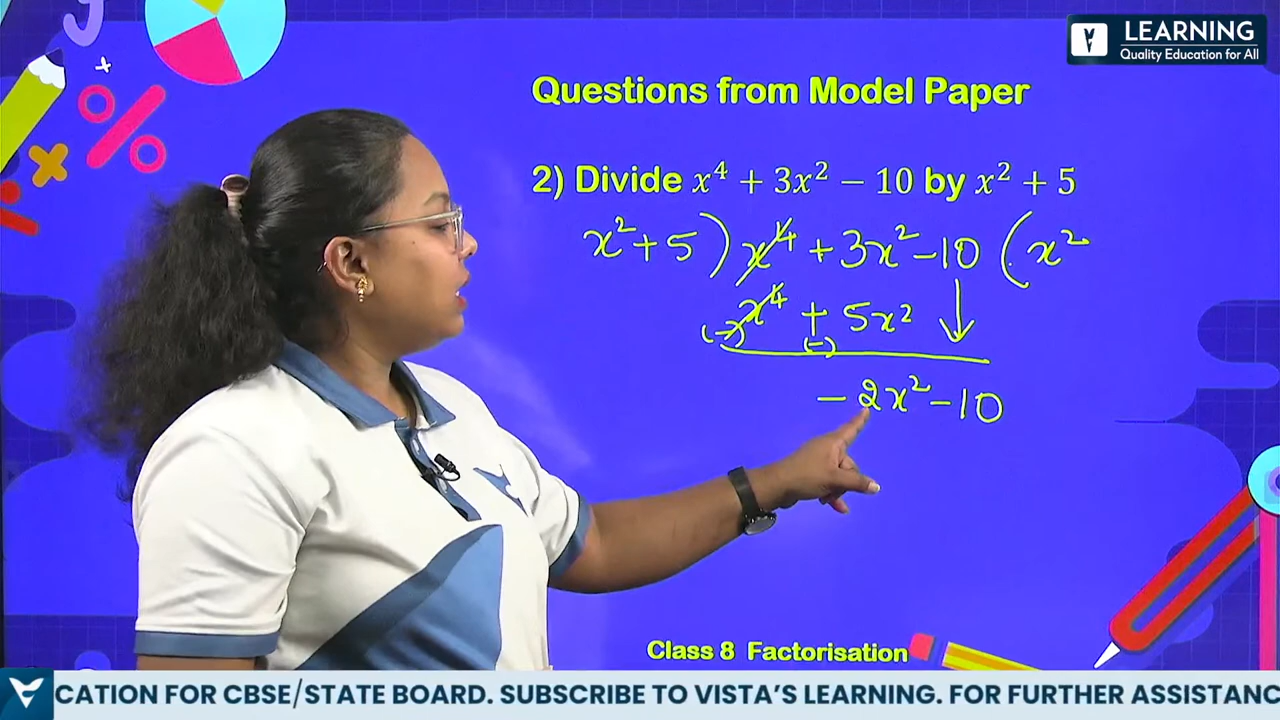 LEARNING
Quality Education for All
Questions from Model Paper
2) Divide x⁴ + 3x² − 10 by x² + 5
x²+5) x⁴ +3x²-10 (x²
x⁴ + 5x²
(-) (-)
-2x²-10
Class 8 Factorisation
CATION FOR CBSE/STATE BOARD. SUBSCRIBE TO VISTA'S LEARNING. FOR FURTHER ASSISTANC